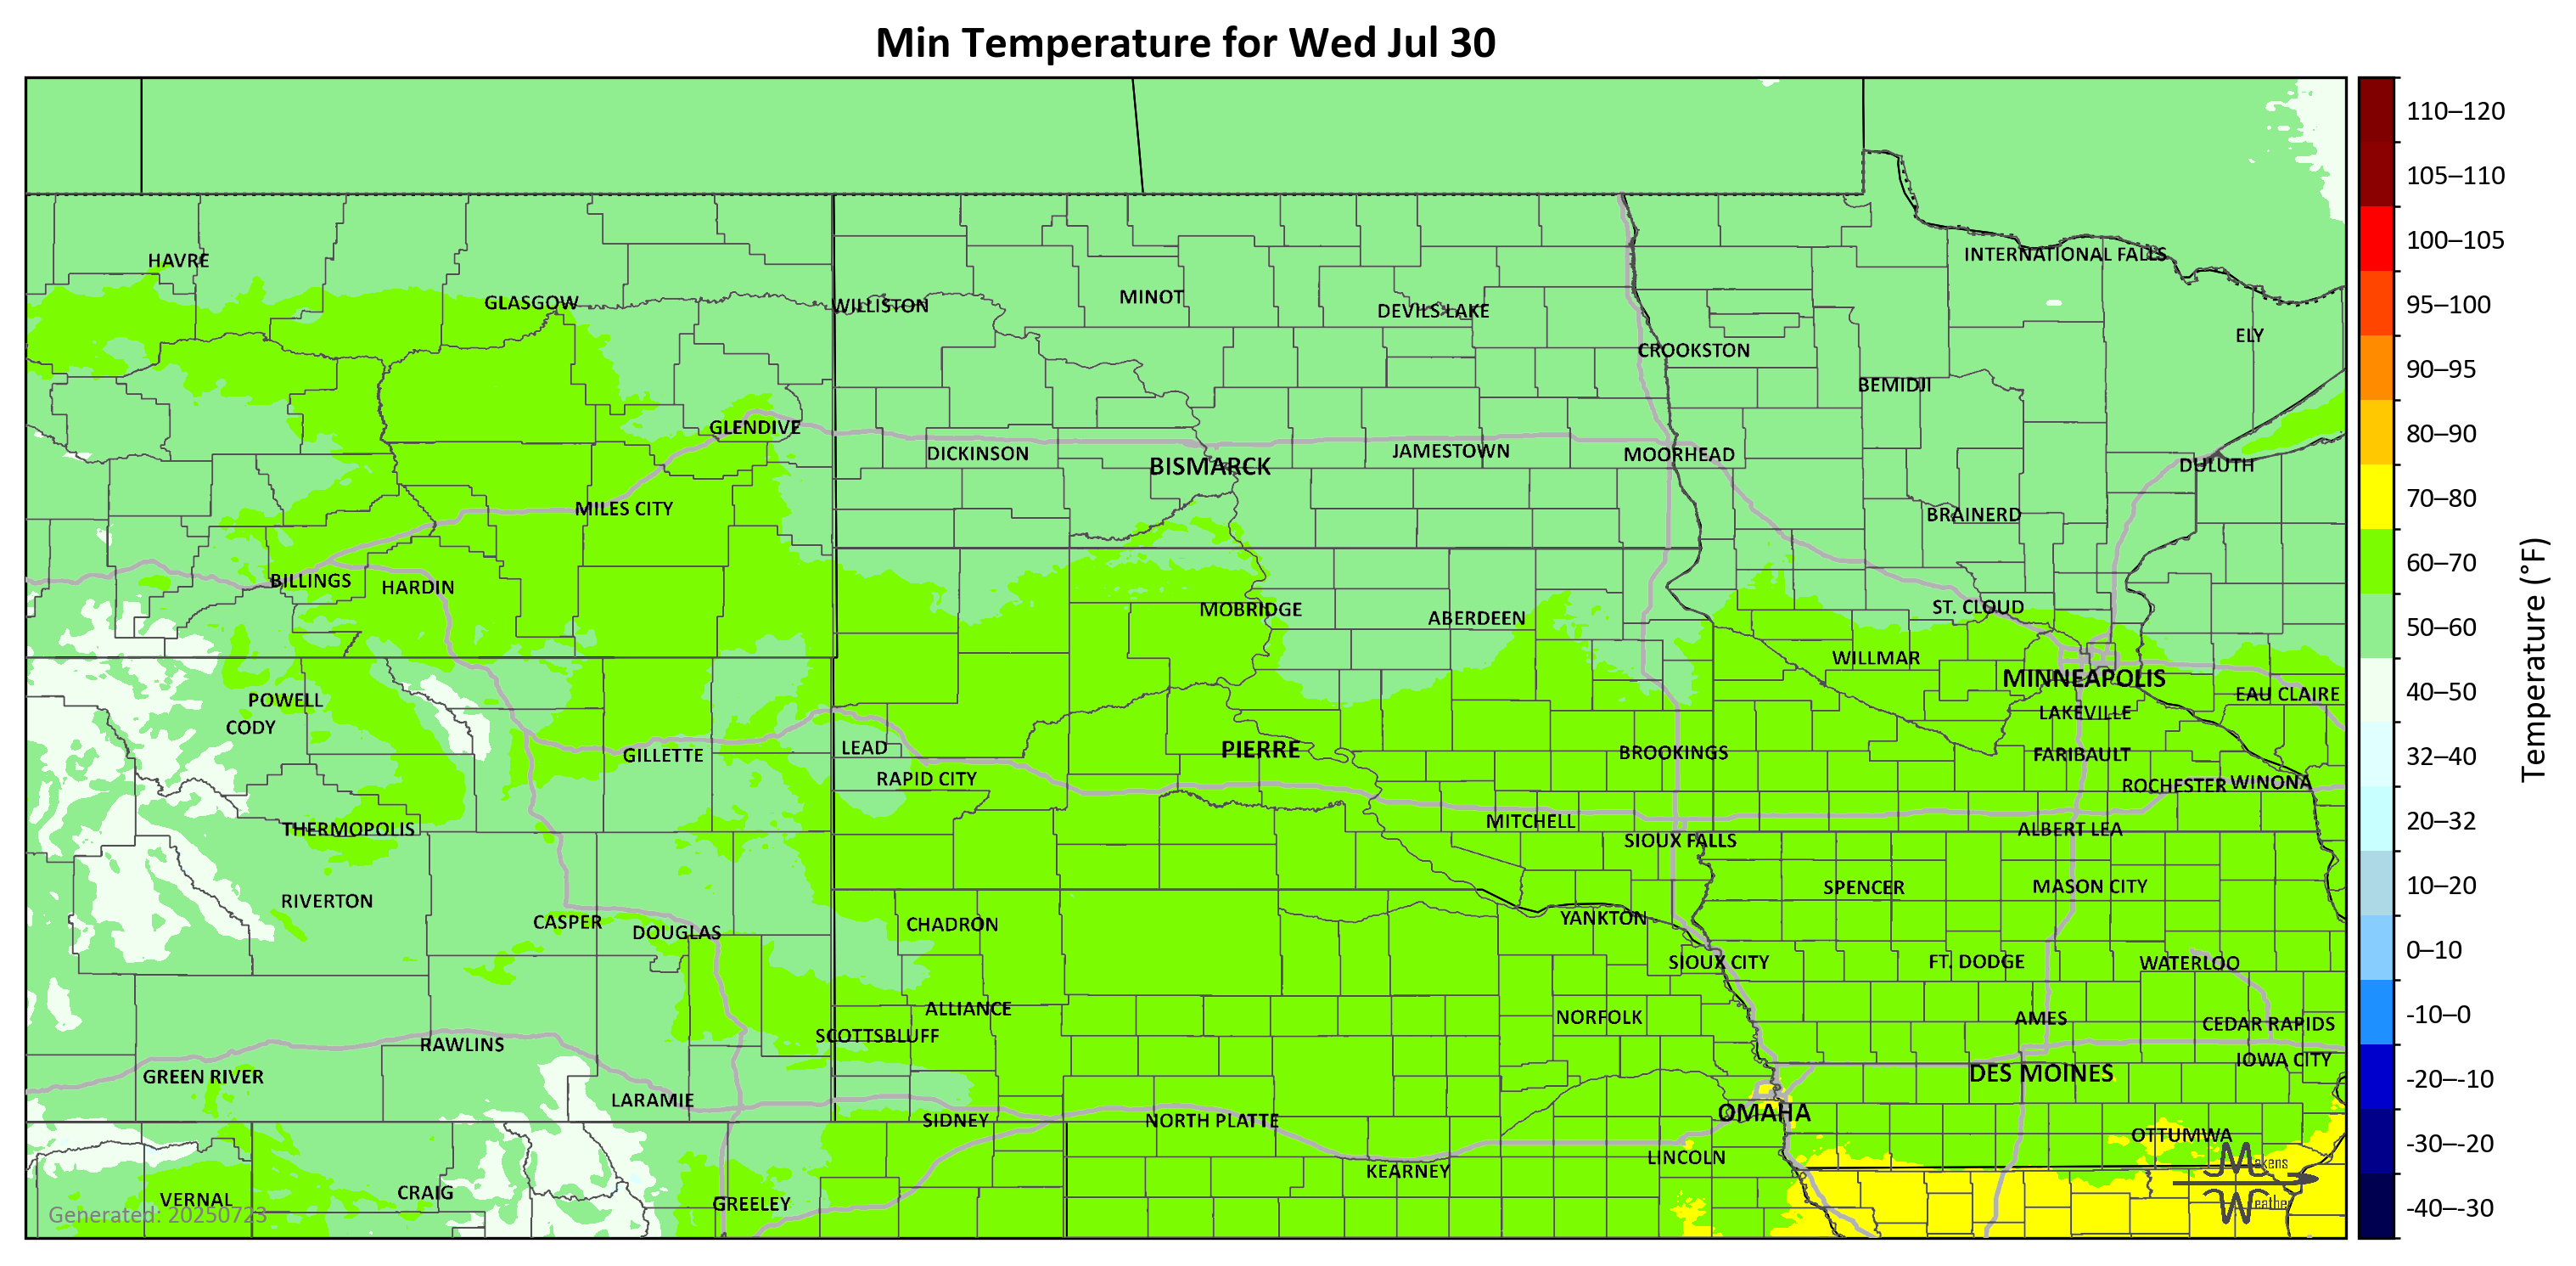 Min Temperature for Wed Jul 30
110–120
105–110
100–105
95–100
90–95
80–90
70–80
60–70
50–60
40–50
32–40
20–32
10–20
0–10
-10–0
-20–-10
-30–-20
-40–-30
Temperature (°F)
HAVRE
INTERNATIONAL FALLS
GLASGOW
WILLISTON
MINOT
DEVILS LAKE
ELY
CROOKSTON
BEMIDJI
GLENDIVE
DICKINSON
BISMARCK
JAMESTOWN
MOORHEAD
DULUTH
MILES CITY
BRAINERD
BILLINGS
HARDIN
MOBRIDGE
ABERDEEN
ST. CLOUD
WILLMAR
MINNEAPOLIS
POWELL
EAU CLAIRE
CODY
LAKEVILLE
GILLETTE
LEAD
PIERRE
BROOKINGS
FARIBAULT
RAPID CITY
ROCHESTER
WINONA
THERMOPOLIS
MITCHELL
ALBERT LEA
SIOUX FALLS
RIVERTON
SPENCER
MASON CITY
CASPER
DOUGLAS
CHADRON
YANKTON
SIOUX CITY
FT. DODGE
WATERLOO
ALLIANCE
NORFOLK
AMES
CEDAR RAPIDS
SCOTTSBLUFF
RAWLINS
IOWA CITY
GREEN RIVER
DES MOINES
LARAMIE
SIDNEY
NORTH PLATTE
OMAHA
OTTUMWA
KEARNEY
LINCOLN
VERNAL
CRAIG
GREELEY
Makens
Weather
Generated: 20250723